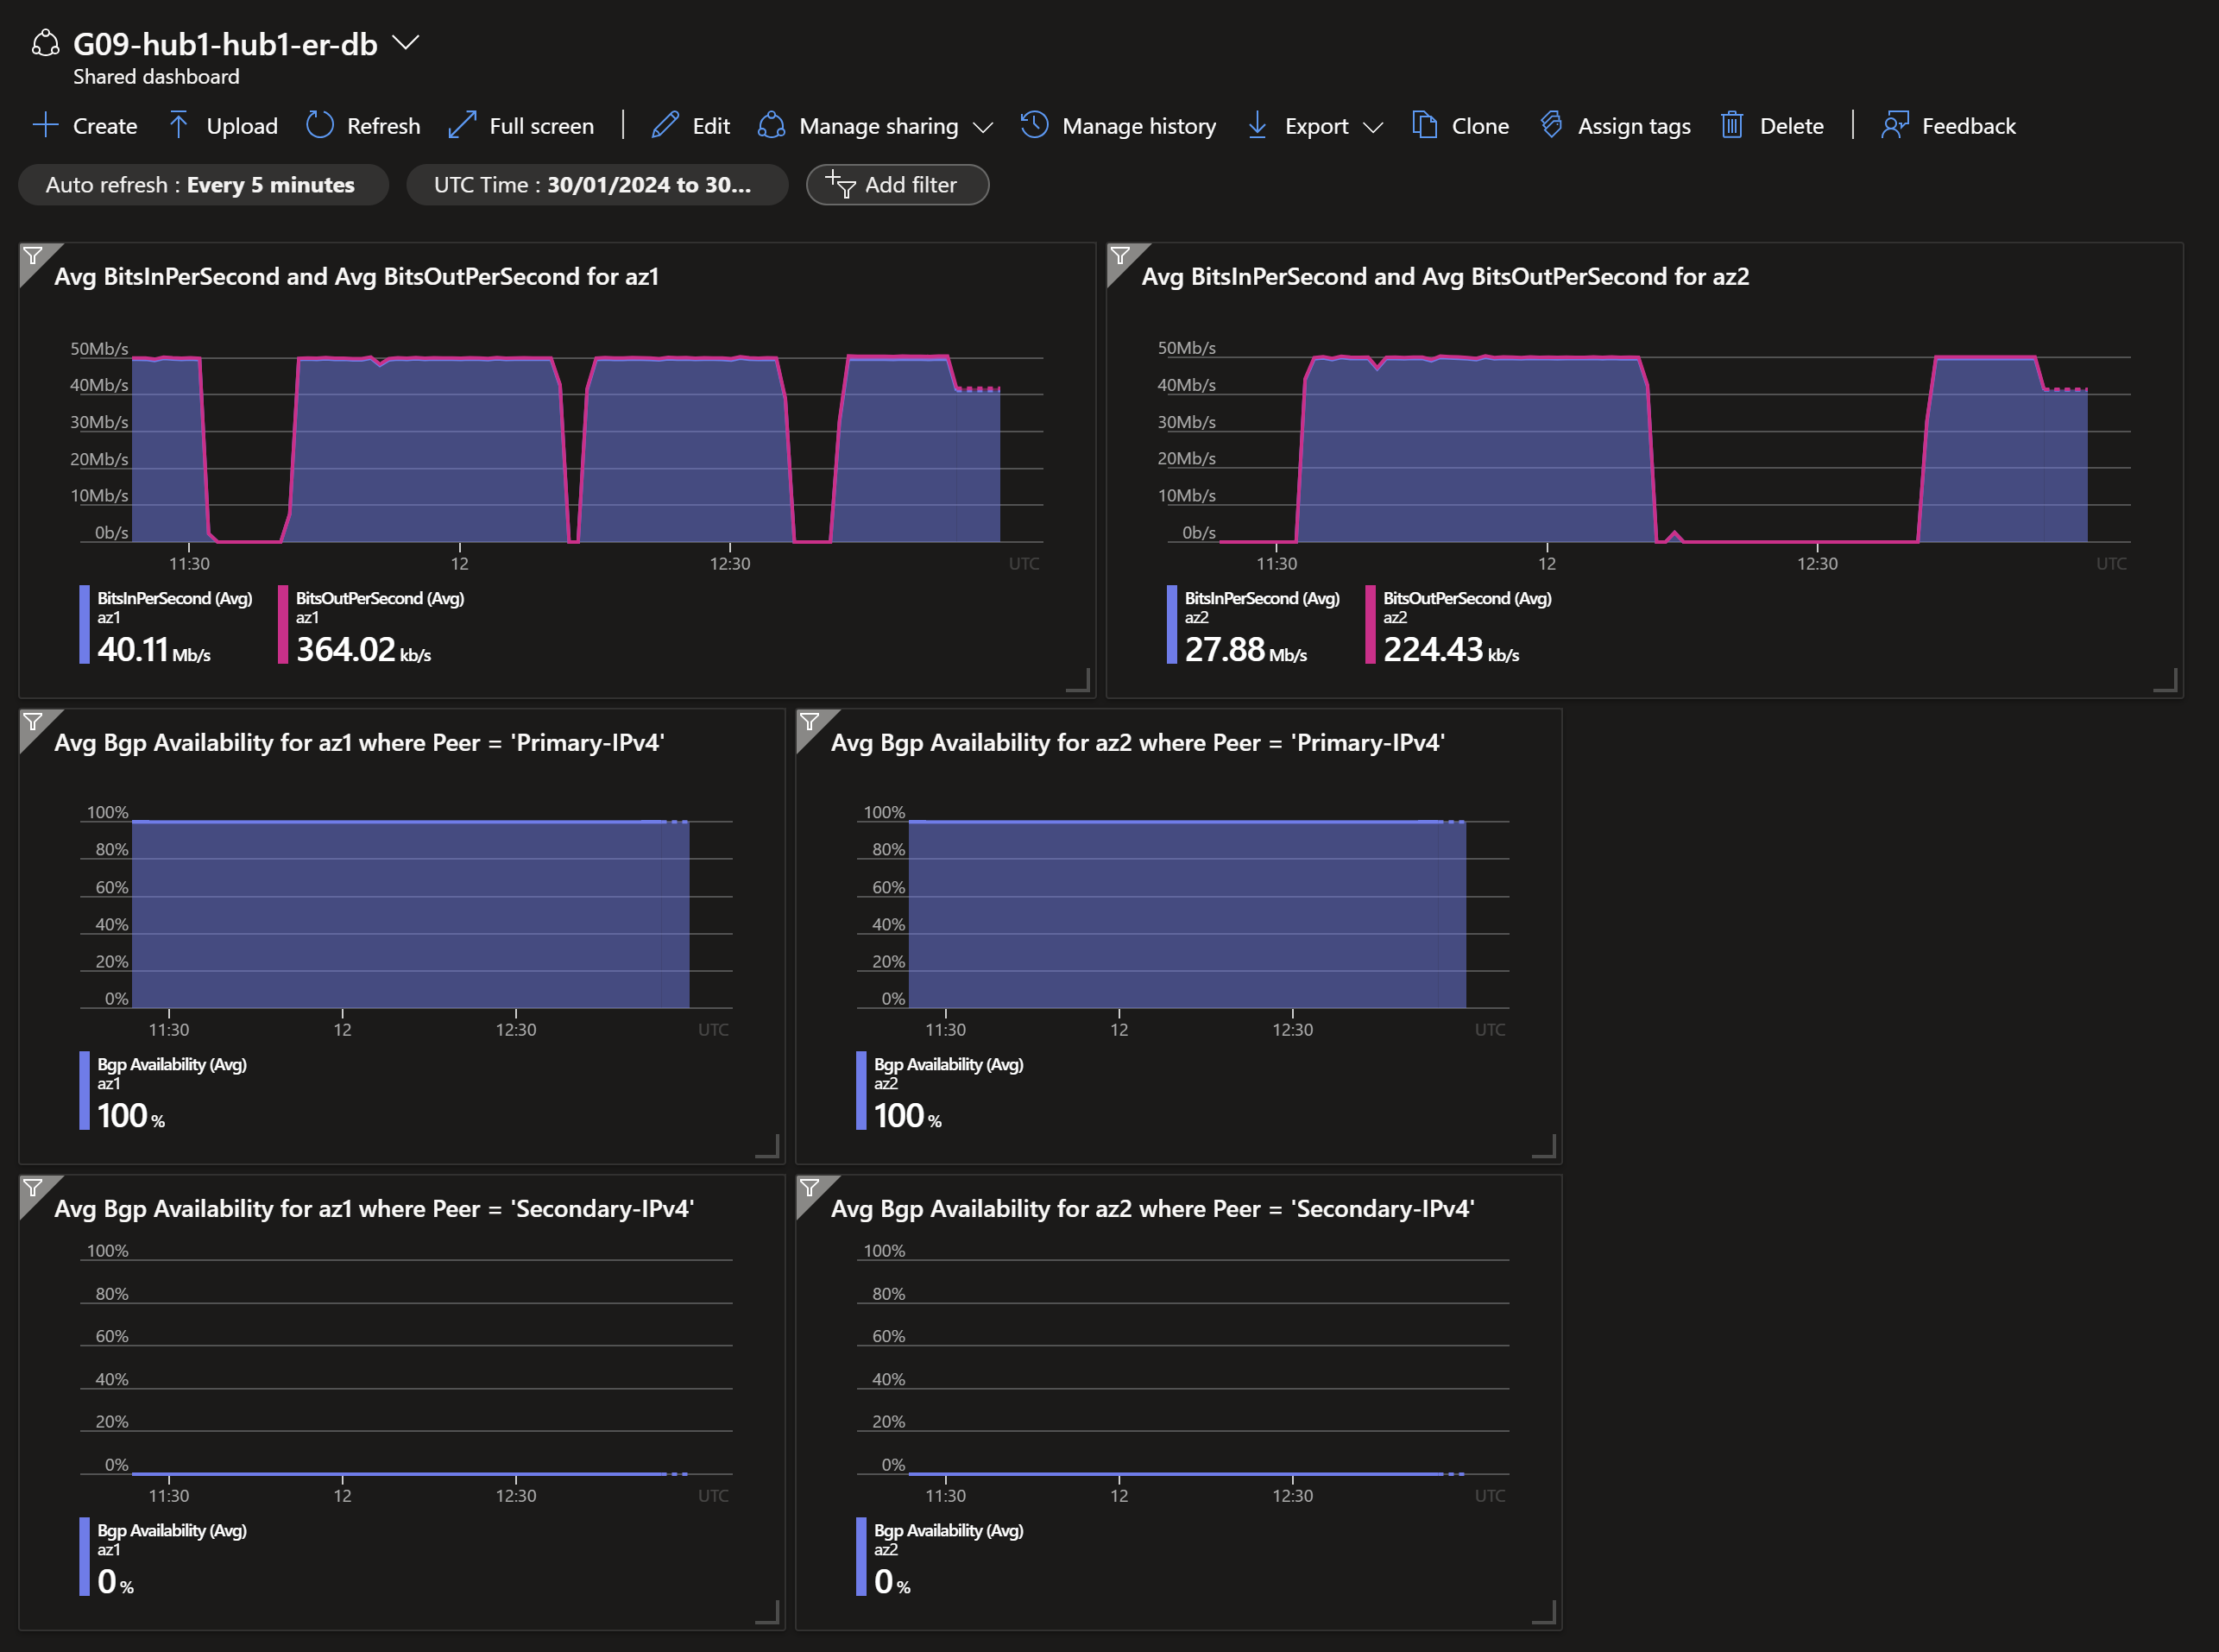 G09-hub1-hub1-er-db
Shared dashboard
Create Upload Refresh Full screen Edit Manage sharing Manage history Export Clone Assign tags Delete Feedback
Auto refresh : Every 5 minutes UTC Time : 30/01/2024 to 30... Add filter
Avg BitsInPerSecond and Avg BitsOutPerSecond for az1
50Mb/s
40Mb/s
30Mb/s
20Mb/s
10Mb/s
0b/s
11:30 12 12:30 UTC
BitsInPerSecond (Avg)
az1
40.11 Mb/s
BitsOutPerSecond (Avg)
az1
364.02 kb/s
Avg BitsInPerSecond and Avg BitsOutPerSecond for az2
50Mb/s
40Mb/s
30Mb/s
20Mb/s
10Mb/s
0b/s
11:30 12 12:30 UTC
BitsInPerSecond (Avg)
az2
27.88 Mb/s
BitsOutPerSecond (Avg)
az2
224.43 kb/s
Avg Bgp Availability for az1 where Peer = 'Primary-IPv4'
100%
80%
60%
40%
20%
0%
11:30 12 12:30 UTC
Bgp Availability (Avg)
az1
100 %
Avg Bgp Availability for az2 where Peer = 'Primary-IPv4'
100%
80%
60%
40%
20%
0%
11:30 12 12:30 UTC
Bgp Availability (Avg)
az2
100 %
Avg Bgp Availability for az1 where Peer = 'Secondary-IPv4'
100%
80%
60%
40%
20%
0%
11:30 12 12:30 UTC
Bgp Availability (Avg)
az1
0 %
Avg Bgp Availability for az2 where Peer = 'Secondary-IPv4'
100%
80%
60%
40%
20%
0%
11:30 12 12:30 UTC
Bgp Availability (Avg)
az2
0 %